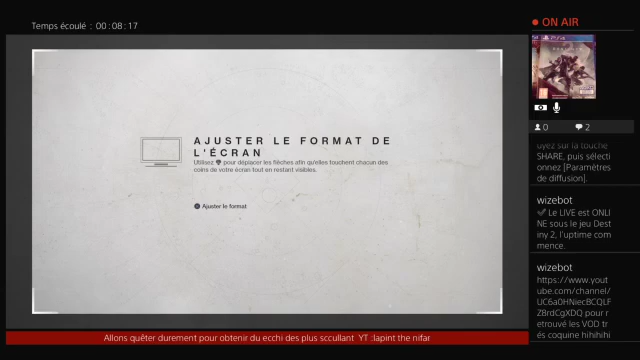 Temps écoulé : 00:08:17
ON AIR
AJUSTER LE FORMAT DE
L'ÉCRAN
Utilisez pour déplacer les flèches afin qu'elles touchent chacun des
coins de votre écran tout en restant visibles.
Ajuster le format
0 2
uyez sur la touche
SHARE, puis sélecti
onnez [Paramètres
de diffusion].
wizebot
Le LIVE est ONLI
NE sous le jeu Dest
iny 2, l'uptime com
mence.
wizebot
https://www.yout
ube.com/channel/
UC6a0HNiecBCQLF
ZBrdCgXDQ pour r
etrouvé les VOD tr
és coquine hihihihi
Allons quêter durement pour obtenir du ecchi des plus sccullant YT :lapint the nifar